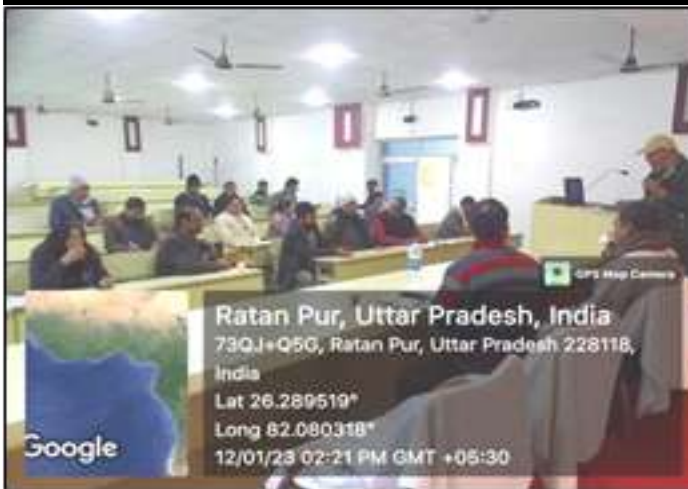 GPS Map Camera
Ratan Pur, Uttar Pradesh, India
73QJ+Q5G, Ratan Pur, Uttar Pradesh 228118,
India
Lat 26.289519°
Long 82.080318°
12/01/23 02:21 PM GMT +05:30
Google